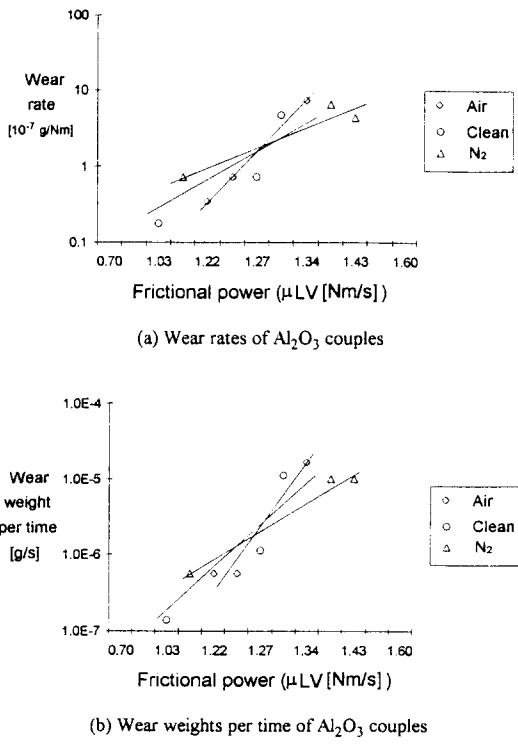 100
Wear
rate
[10⁻⁷ g/Nm]
10
1
0.1
0.70 1.03 1.22 1.27 1.34 1.43 1.60
Frictional power (μLV [Nm/s] )
Air
Clean
N₂
(a) Wear rates of Al₂O₃ couples
1.0E-4
Wear
weight
per time
[g/s]
1.0E-5
1.0E-6
1.0E-7
0.70 1.03 1.22 1.27 1.34 1.43 1.60
Frictional power (μLV [Nm/s] )
Air
Clean
N₂
(b) Wear weights per time of Al₂O₃ couples